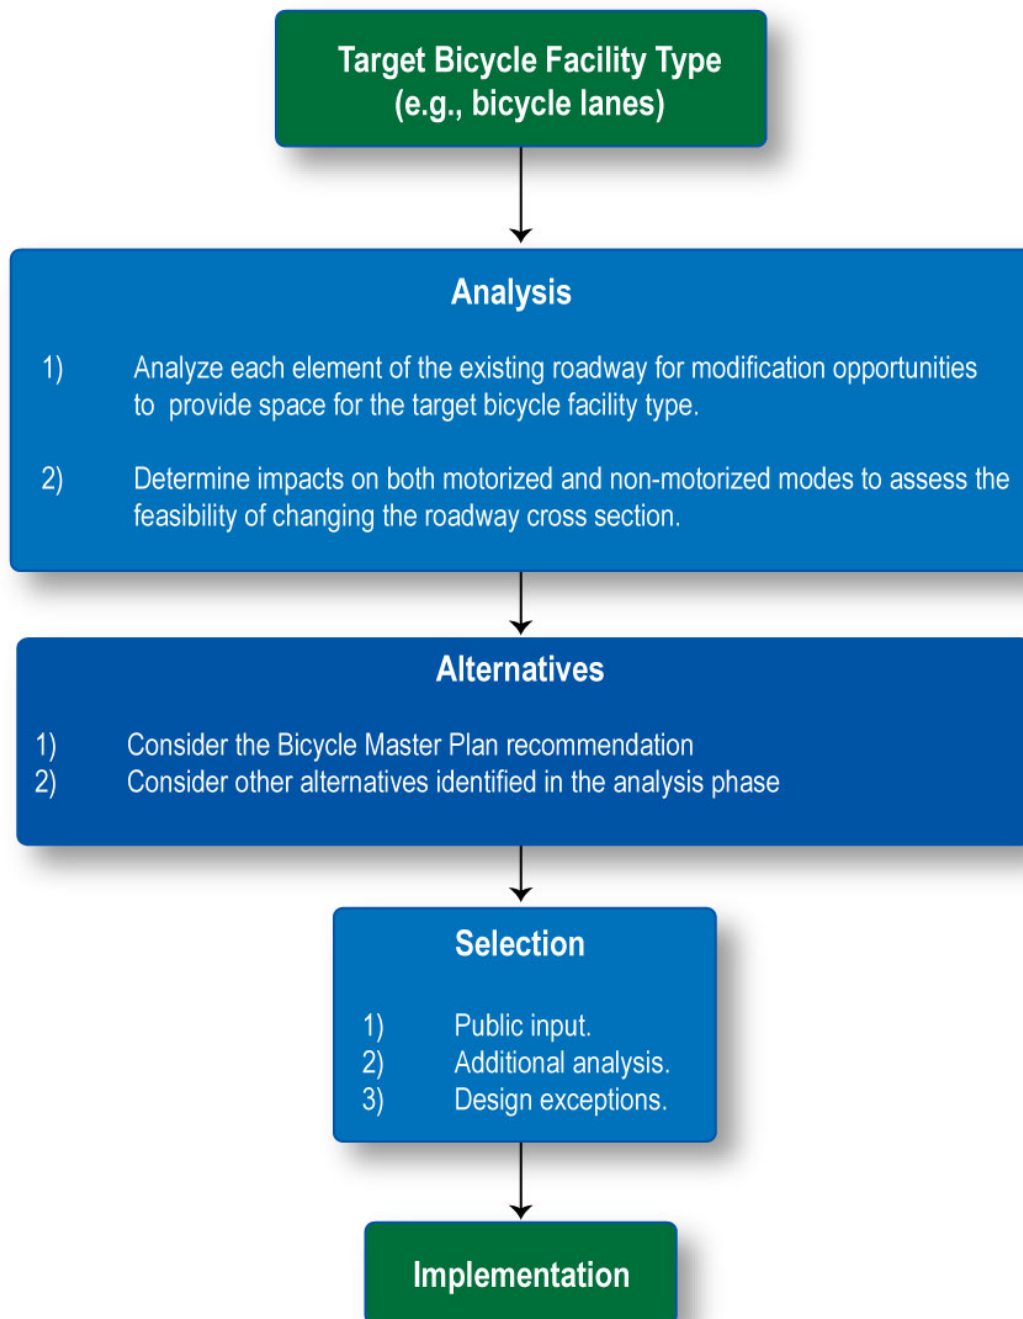 Target Bicycle Facility Type
(e.g., bicycle lanes)
Analysis
1) Analyze each element of the existing roadway for modification opportunities
to provide space for the target bicycle facility type.
2) Determine impacts on both motorized and non-motorized modes to assess the
feasibility of changing the roadway cross section.
Alternatives
1) Consider the Bicycle Master Plan recommendation
2) Consider other alternatives identified in the analysis phase
Selection
1) Public input.
2) Additional analysis.
3) Design exceptions.
Implementation